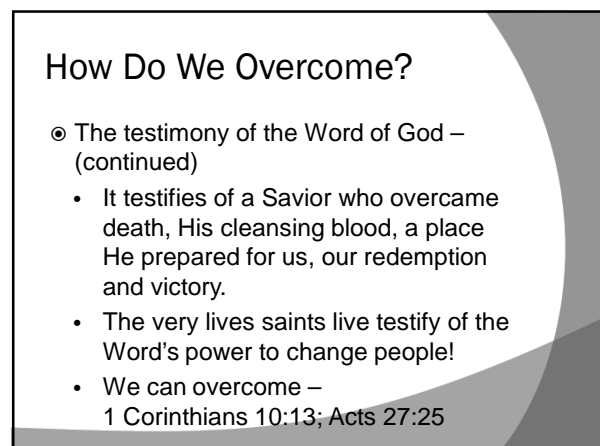 How Do We Overcome?
⦿ The testimony of the Word of God –
(continued)
• It testifies of a Savior who overcame
death, His cleansing blood, a place
He prepared for us, our redemption
and victory.
• The very lives saints live testify of the
Word's power to change people!
• We can overcome –
1 Corinthians 10:13; Acts 27:25